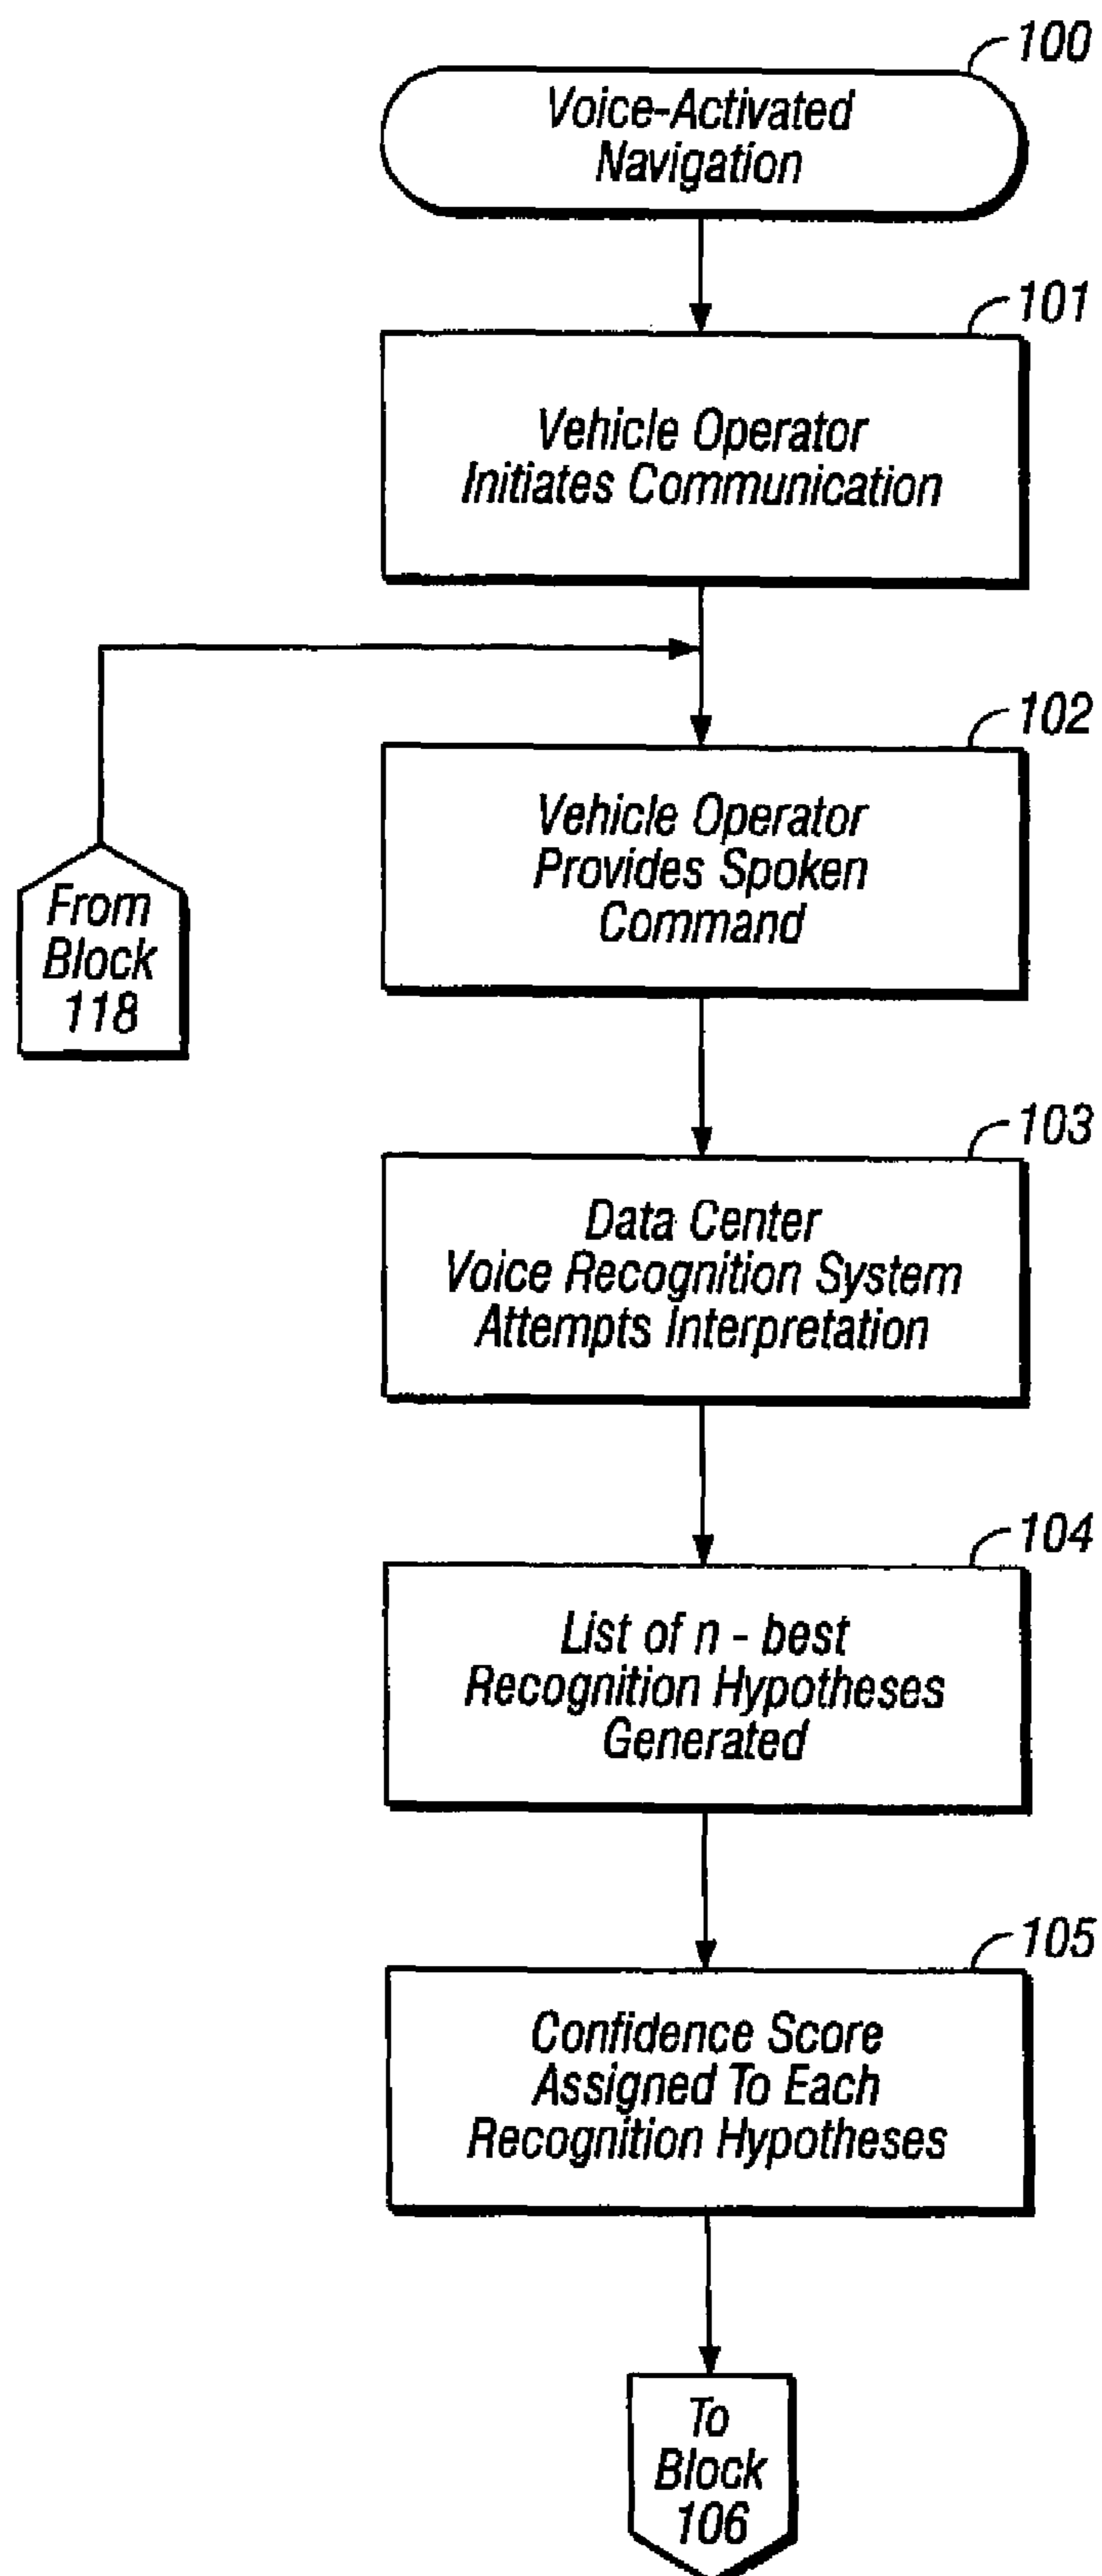 100
Voice-Activated
Navigation
101
Vehicle Operator
Initiates Communication
102
Vehicle Operator
Provides Spoken
Command
From
Block
118
103
Data Center
Voice Recognition System
Attempts Interpretation
104
List of n - best
Recognition Hypotheses
Generated
105
Confidence Score
Assigned To Each
Recognition Hypotheses
To
Block
106